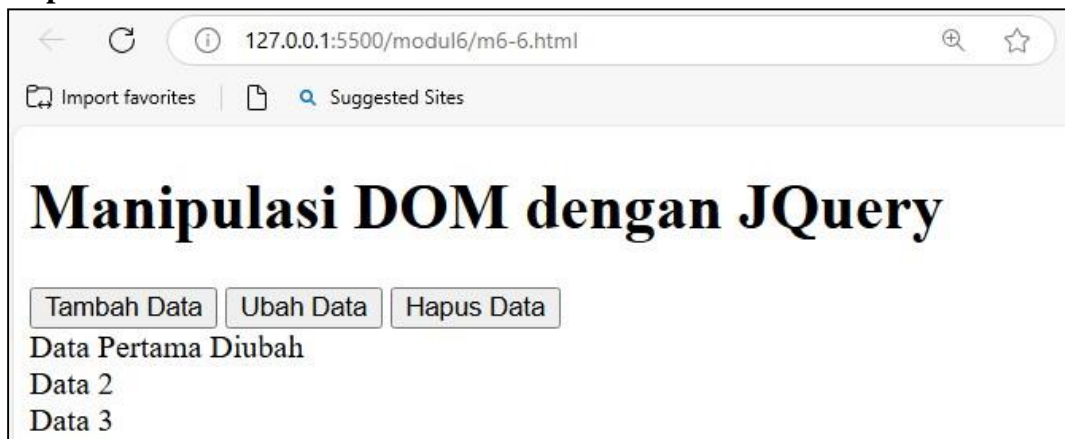 127.0.0.1:5500/modul6/m6-6.html
Import favorites Suggested Sites
Manipulasi DOM dengan JQuery
Tambah Data Ubah Data Hapus Data
Data Pertama Diubah
Data 2
Data 3